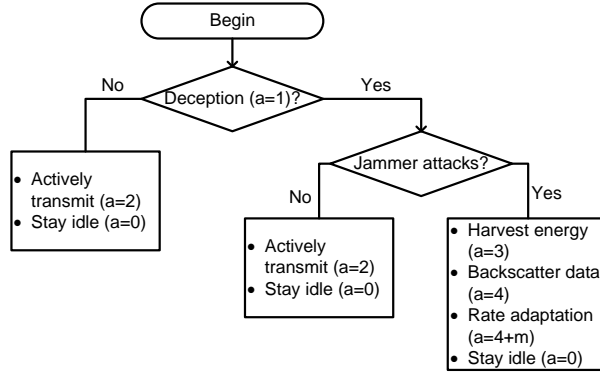 Begin
No
Deception (a=1)?
Yes
• Actively
transmit (a=2)
• Stay idle (a=0)
Jammer attacks?
No
Yes
• Actively
transmit (a=2)
• Stay idle (a=0)
• Harvest energy
(a=3)
• Backscatter data
(a=4)
• Rate adaptation
(a=4+m)
• Stay idle (a=0)